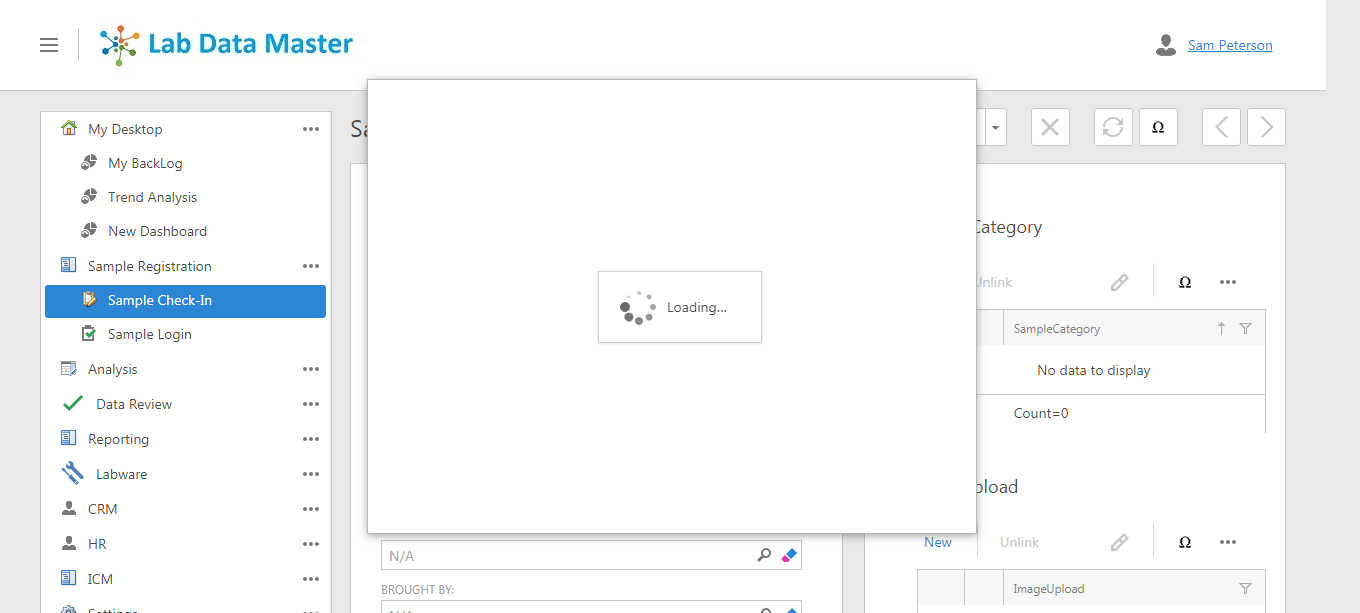 Lab Data Master
Sam Peterson
My Desktop
My BackLog
Trend Analysis
New Dashboard
Sample Registration
Sample Check-In
Sample Login
Analysis
Data Review
Reporting
Labware
CRM
HR
ICM
Settings
Sa
Loading...
N/A
BROUGHT BY:
N/A
Ω
Category
Unlink
Ω
SampleCategory
No data to display
Count=0
pload
New
Unlink
Ω
ImageUpload